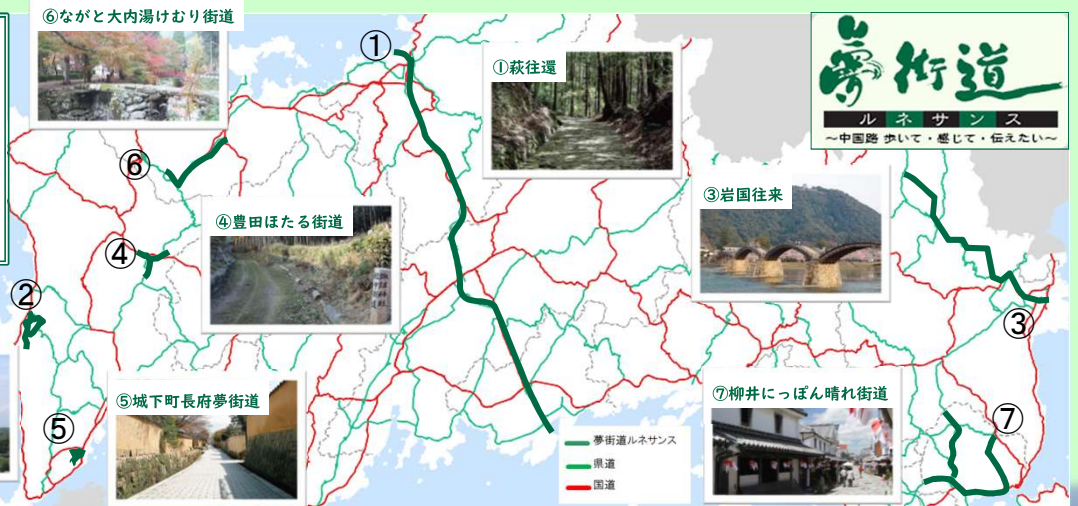 ⑥ながと大内湯けむり街道
①
①萩往還
夢街道
ルネサンス
～中国路 歩いて・感じて・伝えたい～
⑥
③岩国往来
④豊田ほたる街道
④
②
③
⑤城下町長府夢街道
⑦柳井にっぽん晴れ街道
⑤
⑦
夢街道ルネサンス
県道
国道